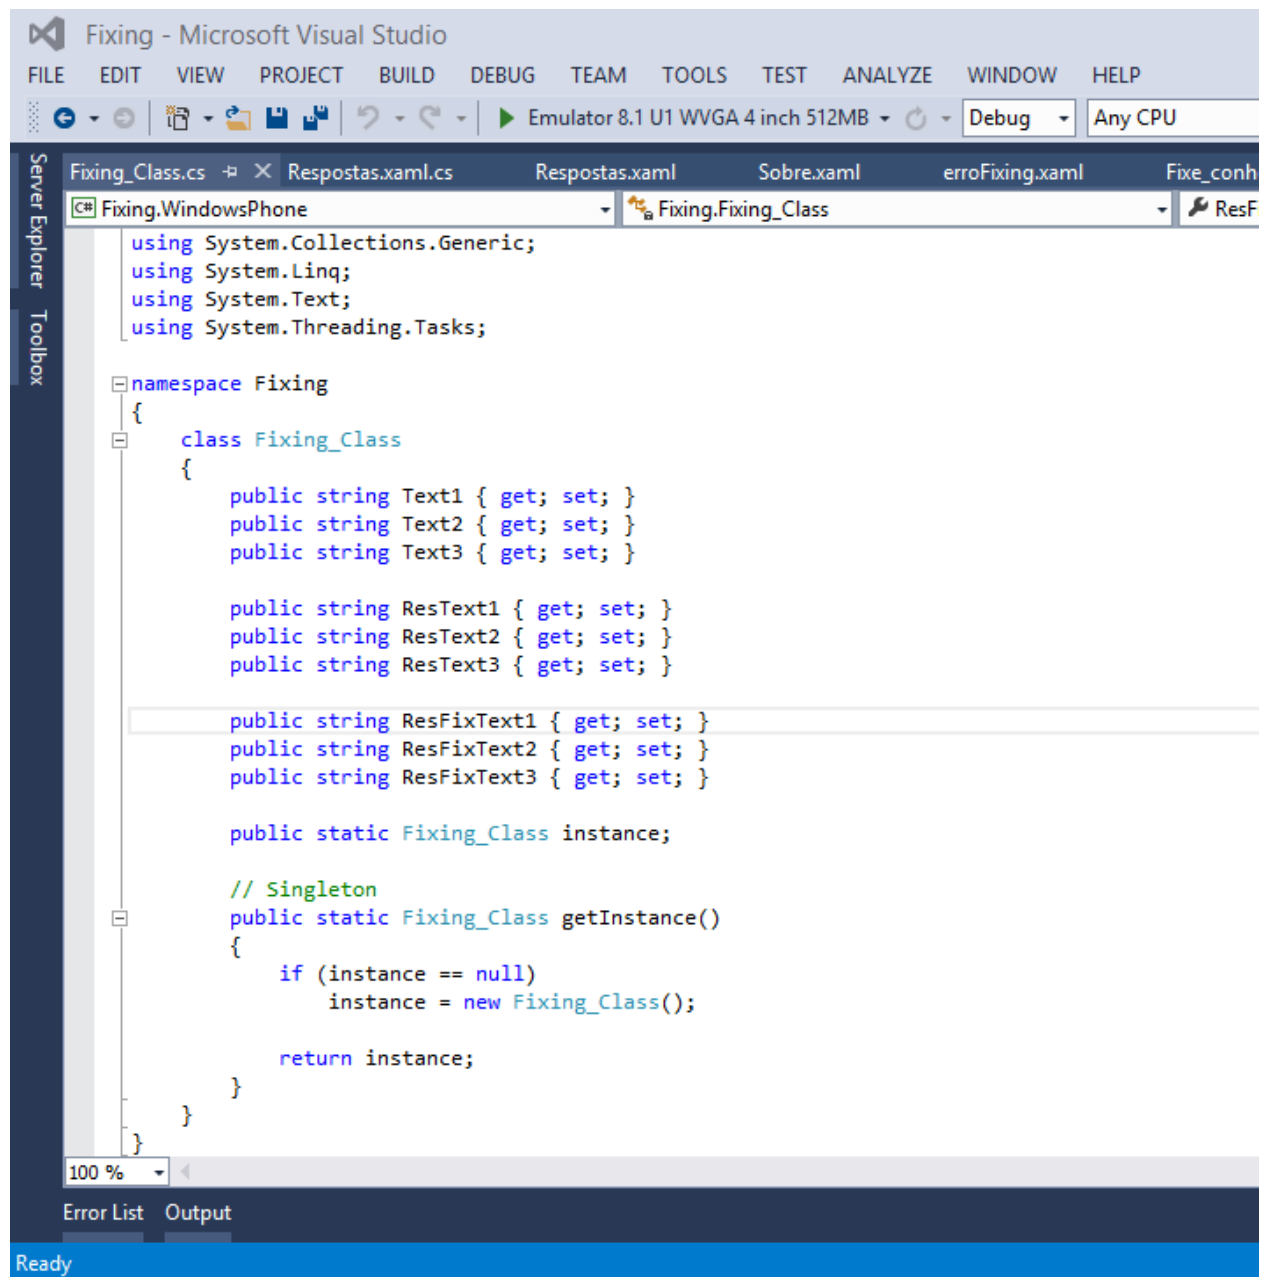 Fixing - Microsoft Visual Studio
FILE EDIT VIEW PROJECT BUILD DEBUG TEAM TOOLS TEST ANALYZE WINDOW HELP
Emulator 8.1 U1 WVGA 4 inch 512MB Debug Any CPU
Server Explorer
Toolbox
Fixing_Class.cs Respostas.xaml.cs Respostas.xaml Sobre.xaml erroFixing.xaml Fixe_conh
C# Fixing.WindowsPhone Fixing.Fixing_Class ResF
using System.Collections.Generic;
using System.Linq;
using System.Text;
using System.Threading.Tasks;
namespace Fixing
{
class Fixing_Class
{
public string Text1 { get; set; }
public string Text2 { get; set; }
public string Text3 { get; set; }
public string ResText1 { get; set; }
public string ResText2 { get; set; }
public string ResText3 { get; set; }
public string ResFixText1 { get; set; }
public string ResFixText2 { get; set; }
public string ResFixText3 { get; set; }
public static Fixing_Class instance;
// Singleton
public static Fixing_Class getInstance()
{
if (instance == null)
instance = new Fixing_Class();
return instance;
}
}
}
100 %
Error List Output
Ready